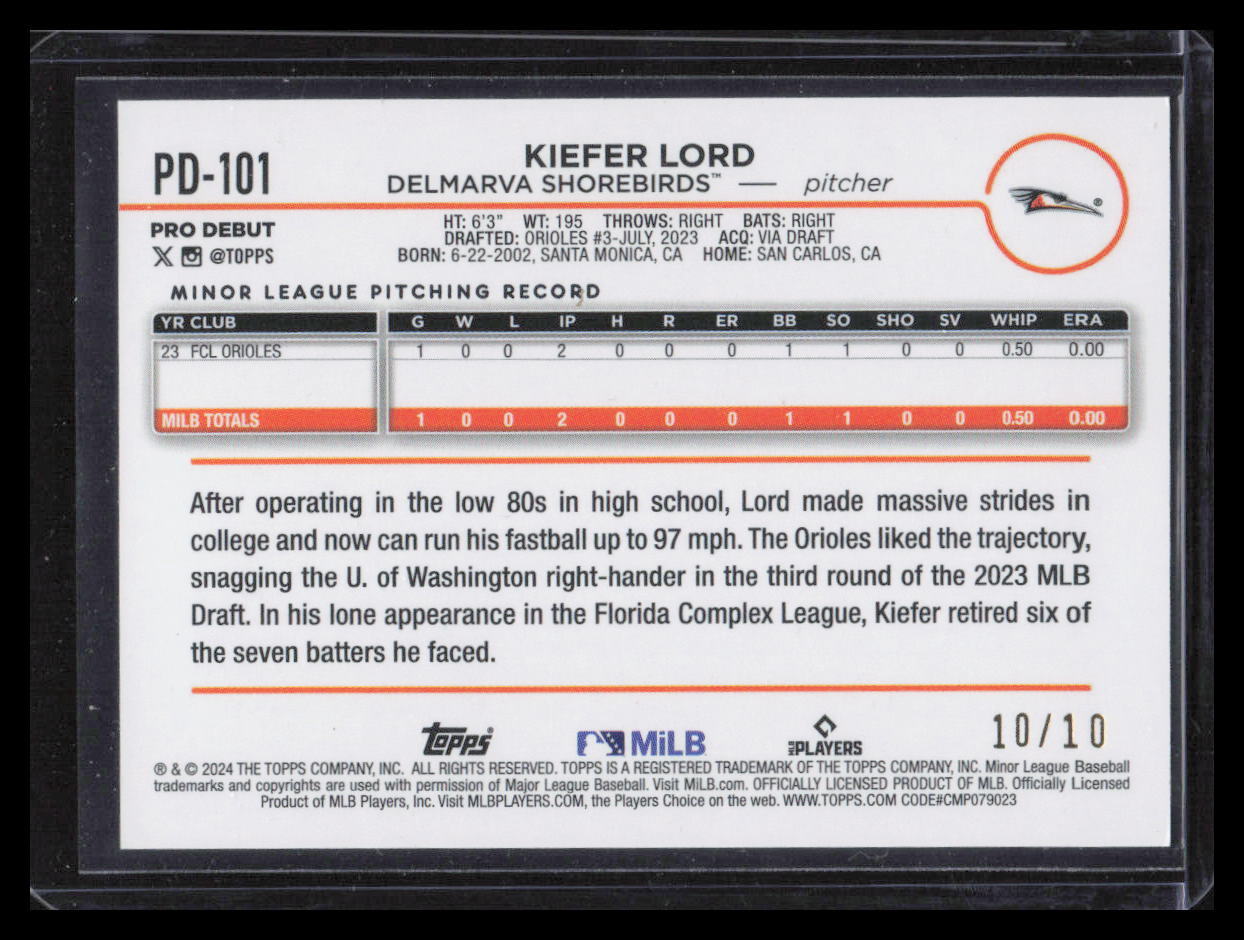 PD-101
KIEFER LORD
DELMARVA SHOREBIRDS™ — pitcher
®
PRO DEBUT
X @TOPPS
HT: 6'3" WT: 195 THROWS: RIGHT BATS: RIGHT
DRAFTED: ORIOLES #3-JULY, 2023 ACQ: VIA DRAFT
BORN: 6-22-2002, SANTA MONICA, CA HOME: SAN CARLOS, CA
MINOR LEAGUE PITCHING RECORD
YR CLUB G W L IP H R ER BB SO SHO SV WHIP ERA
23 FCL ORIOLES 1 0 0 2 0 0 0 1 1 0 0 0.50 0.00
MILB TOTALS 1 0 0 2 0 0 0 1 1 0 0 0.50 0.00
After operating in the low 80s in high school, Lord made massive strides in
college and now can run his fastball up to 97 mph. The Orioles liked the trajectory,
snagging the U. of Washington right-hander in the third round of the 2023 MLB
Draft. In his lone appearance in the Florida Complex League, Kiefer retired six of
the seven batters he faced.
topps® MiLB MLB PLAYERS 10/10
® & © 2024 THE TOPPS COMPANY, INC. ALL RIGHTS RESERVED. TOPPS IS A REGISTERED TRADEMARK OF THE TOPPS COMPANY, INC. Minor League Baseball
trademarks and copyrights are used with permission of Major League Baseball. Visit MiLB.com. OFFICIALLY LICENSED PRODUCT OF MLB. Officially Licensed
Product of MLB Players, Inc. Visit MLBPLAYERS.COM, the Players Choice on the web. WWW.TOPPS.COM CODE#CMP079023